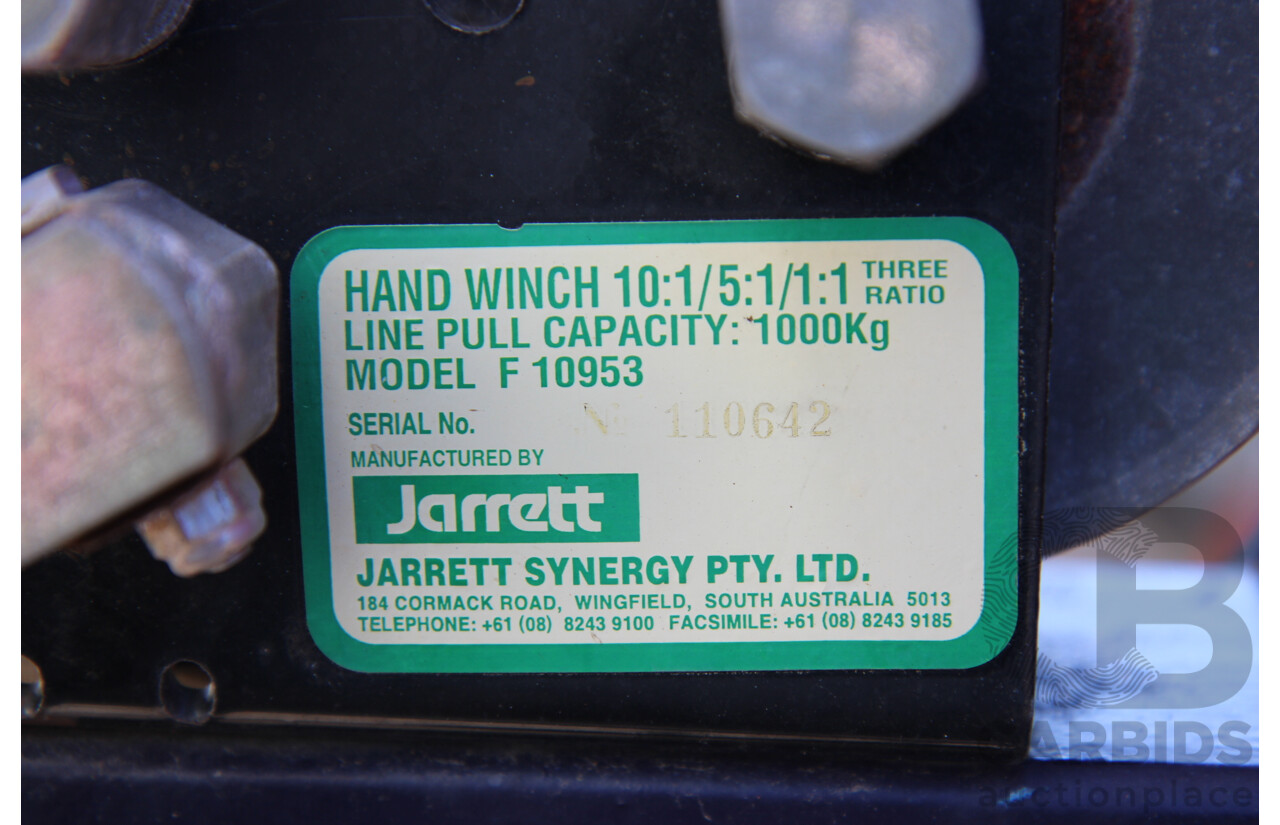 HAND WINCH 10:1/5:1/1:1 THREE RATIO
LINE PULL CAPACITY: 1000Kg
MODEL F 10953
SERIAL No. № 110642
MANUFACTURED BY
Jarrett
JARRETT SYNERGY PTY. LTD.
184 CORMACK ROAD, WINGFIELD, SOUTH AUSTRALIA 5013
TELEPHONE: +61 (08) 8243 9100 FACSIMILE: +61 (08) 8243 9185
B
ARBIDS
auctionplace